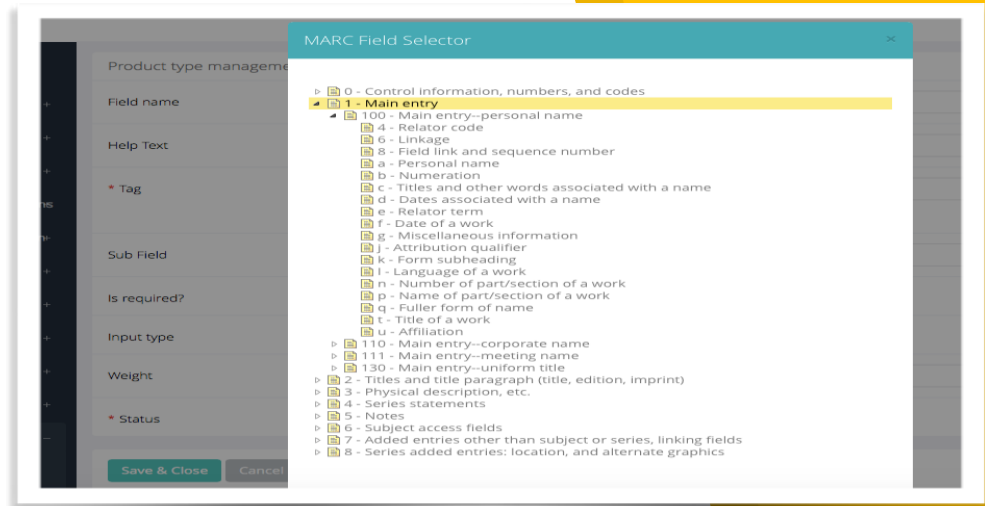 MARC Field Selector ×
Product type manageme
Field name
Help Text
* Tag
ns
Sub Field
Is required?
Input type
Weight
* Status
Save & Close Cancel
0 - Control information, numbers, and codes
1 - Main entry
100 - Main entry--personal name
4 - Relator code
6 - Linkage
8 - Field link and sequence number
a - Personal name
b - Numeration
c - Titles and other words associated with a name
d - Dates associated with a name
e - Relator term
f - Date of a work
g - Miscellaneous information
j - Attribution qualifier
k - Form subheading
l - Language of a work
n - Number of part/section of a work
p - Name of part/section of a work
q - Fuller form of name
t - Title of a work
u - Affiliation
110 - Main entry--corporate name
111 - Main entry--meeting name
130 - Main entry--uniform title
2 - Titles and title paragraph (title, edition, imprint)
3 - Physical description, etc.
4 - Series statements
5 - Notes
6 - Subject access fields
7 - Added entries other than subject or series, linking fields
8 - Series added entries: location, and alternate graphics